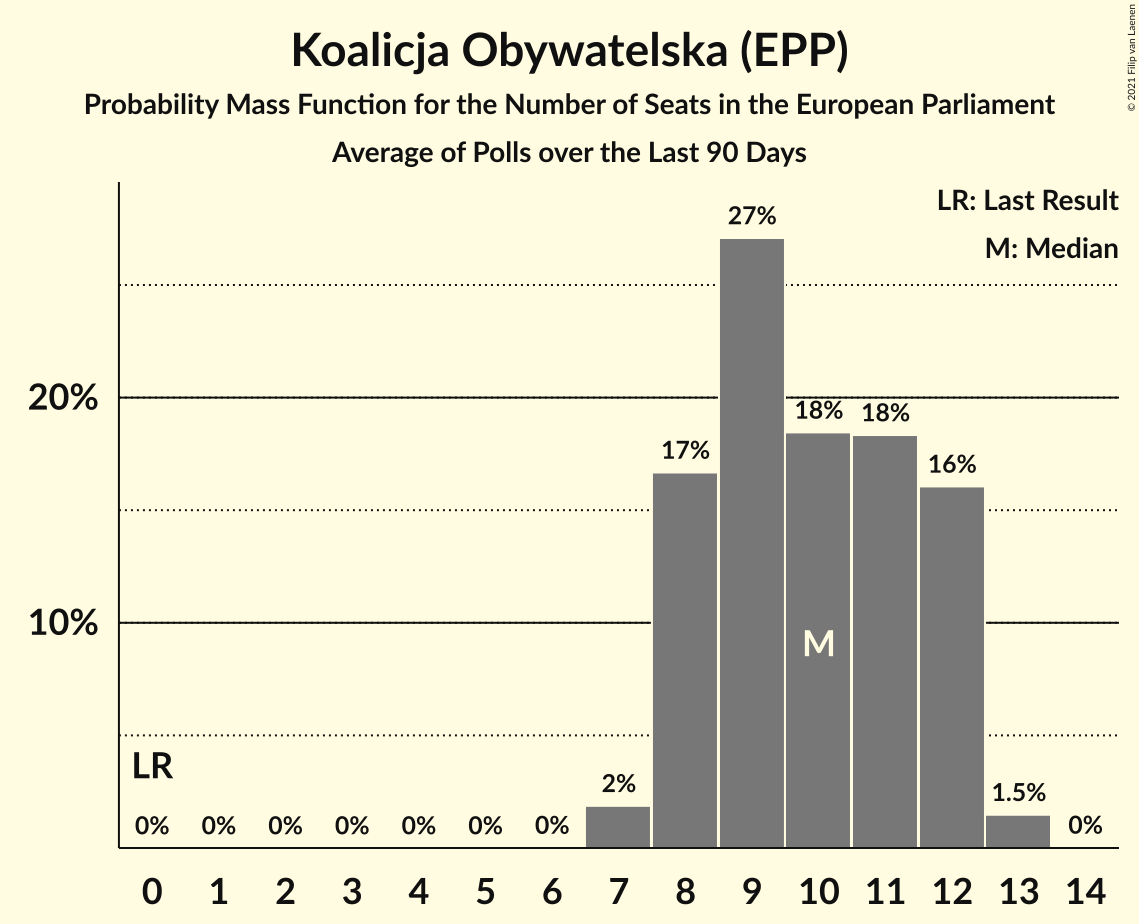 Koalicja Obywatelska (EPP)
Probability Mass Function for the Number of Seats in the European Parliament
Average of Polls over the Last 90 Days
© 2021 Filip van Laenen
LR: Last Result
M: Median
27%
20%
18% 18%
17%
16%
10%
M
LR
2%
1.5%
0% 0% 0% 0% 0% 0% 0% 0%
0 1 2 3 4 5 6 7 8 9 10 11 12 13 14